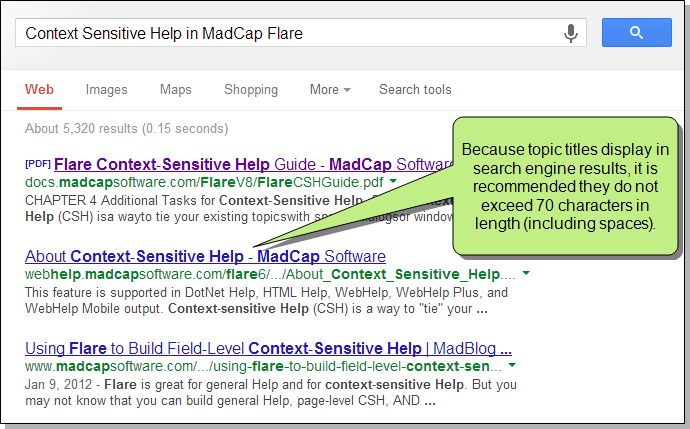 Context Sensitive Help in MadCap Flare
Web Images Maps Shopping More Search tools
About 5,320 results (0.15 seconds)
[PDF] Flare Context-Sensitive Help Guide - MadCap Software
docs.madcapsoftware.com/FlareV8/FlareCSHGuide.pdf
CHAPTER 4 Additional Tasks for Context-Sensitive Help.
Help (CSH) is a wayto tie your existing topicswith window
Because topic titles display in
search engine results, it is
recommended they do not
exceed 70 characters in
length (including spaces).
About Context-Sensitive Help - MadCap Software
webhelp.madcapsoftware.com/flare6/.../About_Context_Sensitive_Help....
This feature is supported in DotNet Help, HTML Help, WebHelp, WebHelp Plus, and
WebHelp Mobile output. Context-sensitive Help (CSH) is a way to "tie" your ...
Using Flare to Build Field-Level Context-Sensitive Help | MadBlog ...
www.madcapsoftware.com/.../using-flare-to-build-field-level-context-sen...
Jan 9, 2012 - Flare is great for general Help and for context-sensitive Help. But you
may not know that you can build general Help, page-level CSH, AND ...